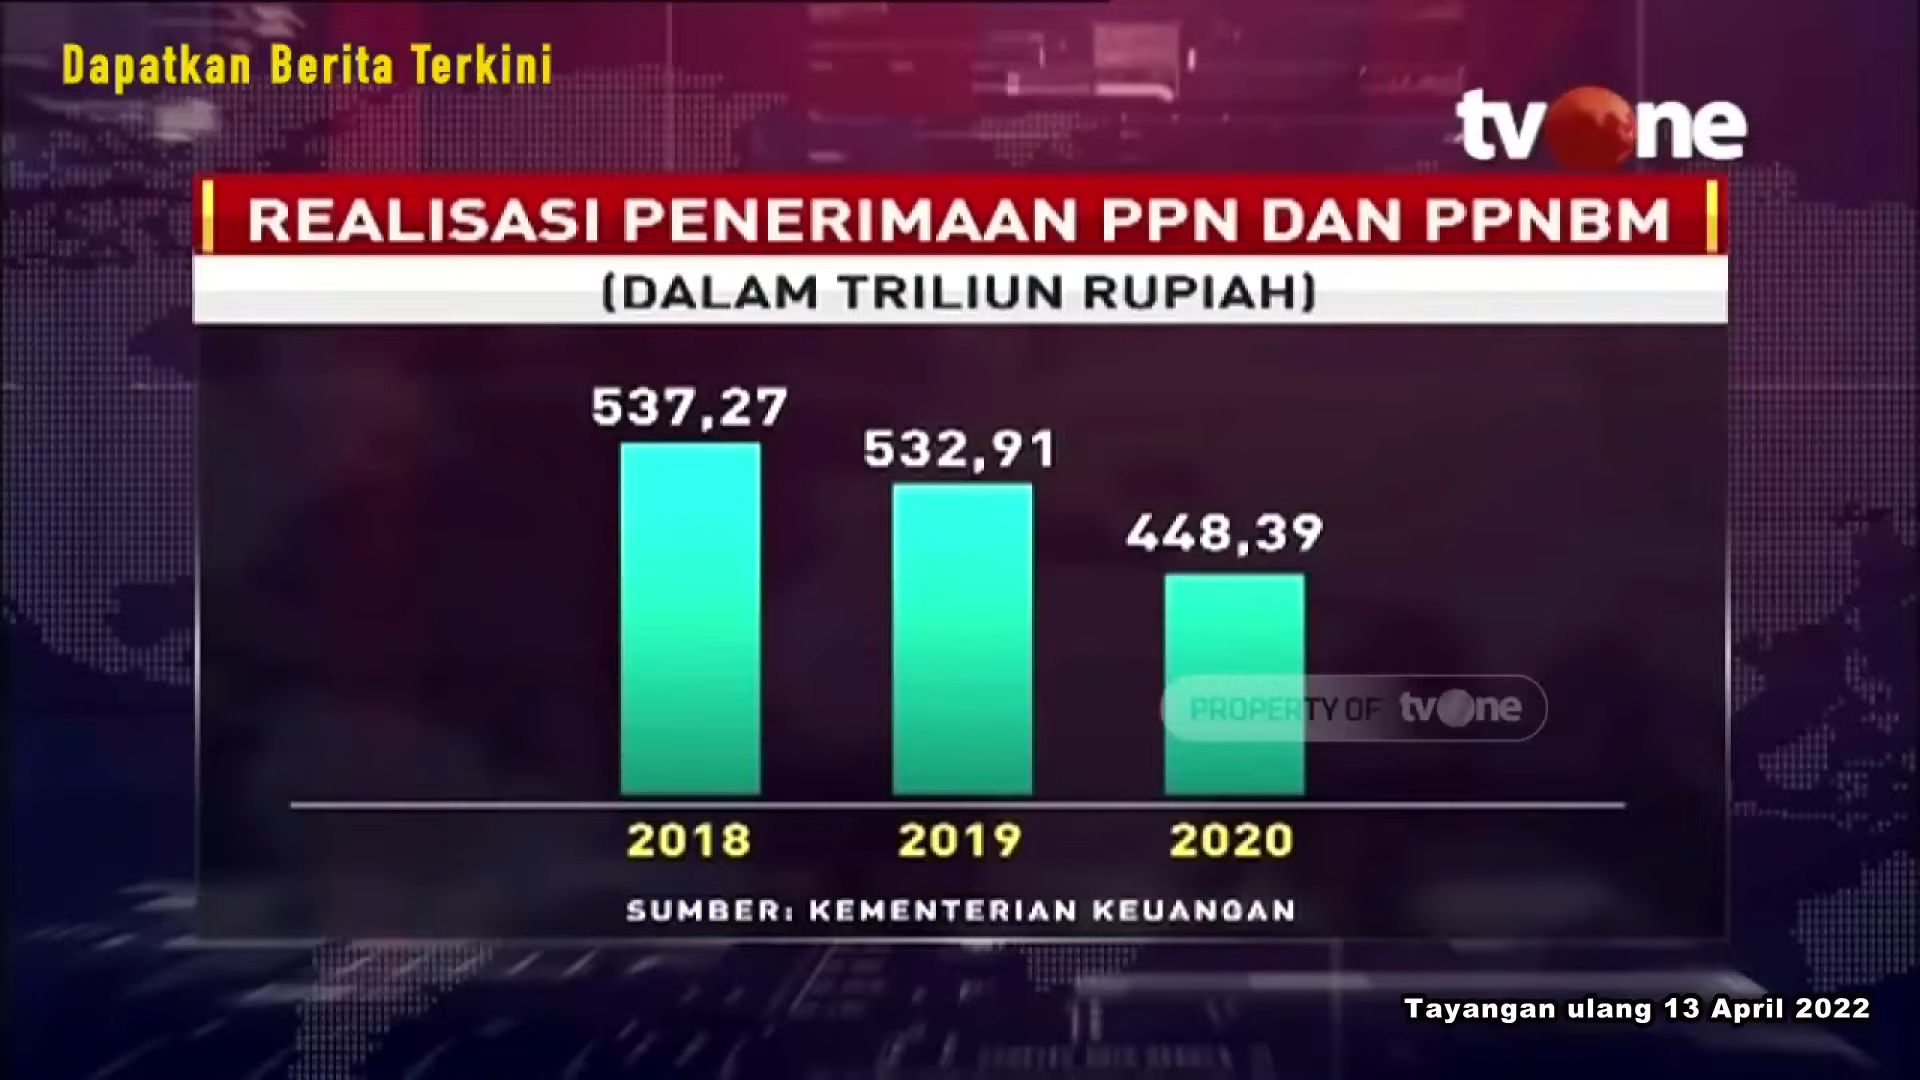 Dapatkan Berita Terkini
tvOne
REALISASI PENERIMAAN PPN DAN PPNBM
(DALAM TRILIUN RUPIAH)
537,27
532,91
448,39
PROPERTY OF tvOne
2018
2019
2020
SUMBER: KEMENTERIAN KEUANGAN
Tayangan ulang 13 April 2022